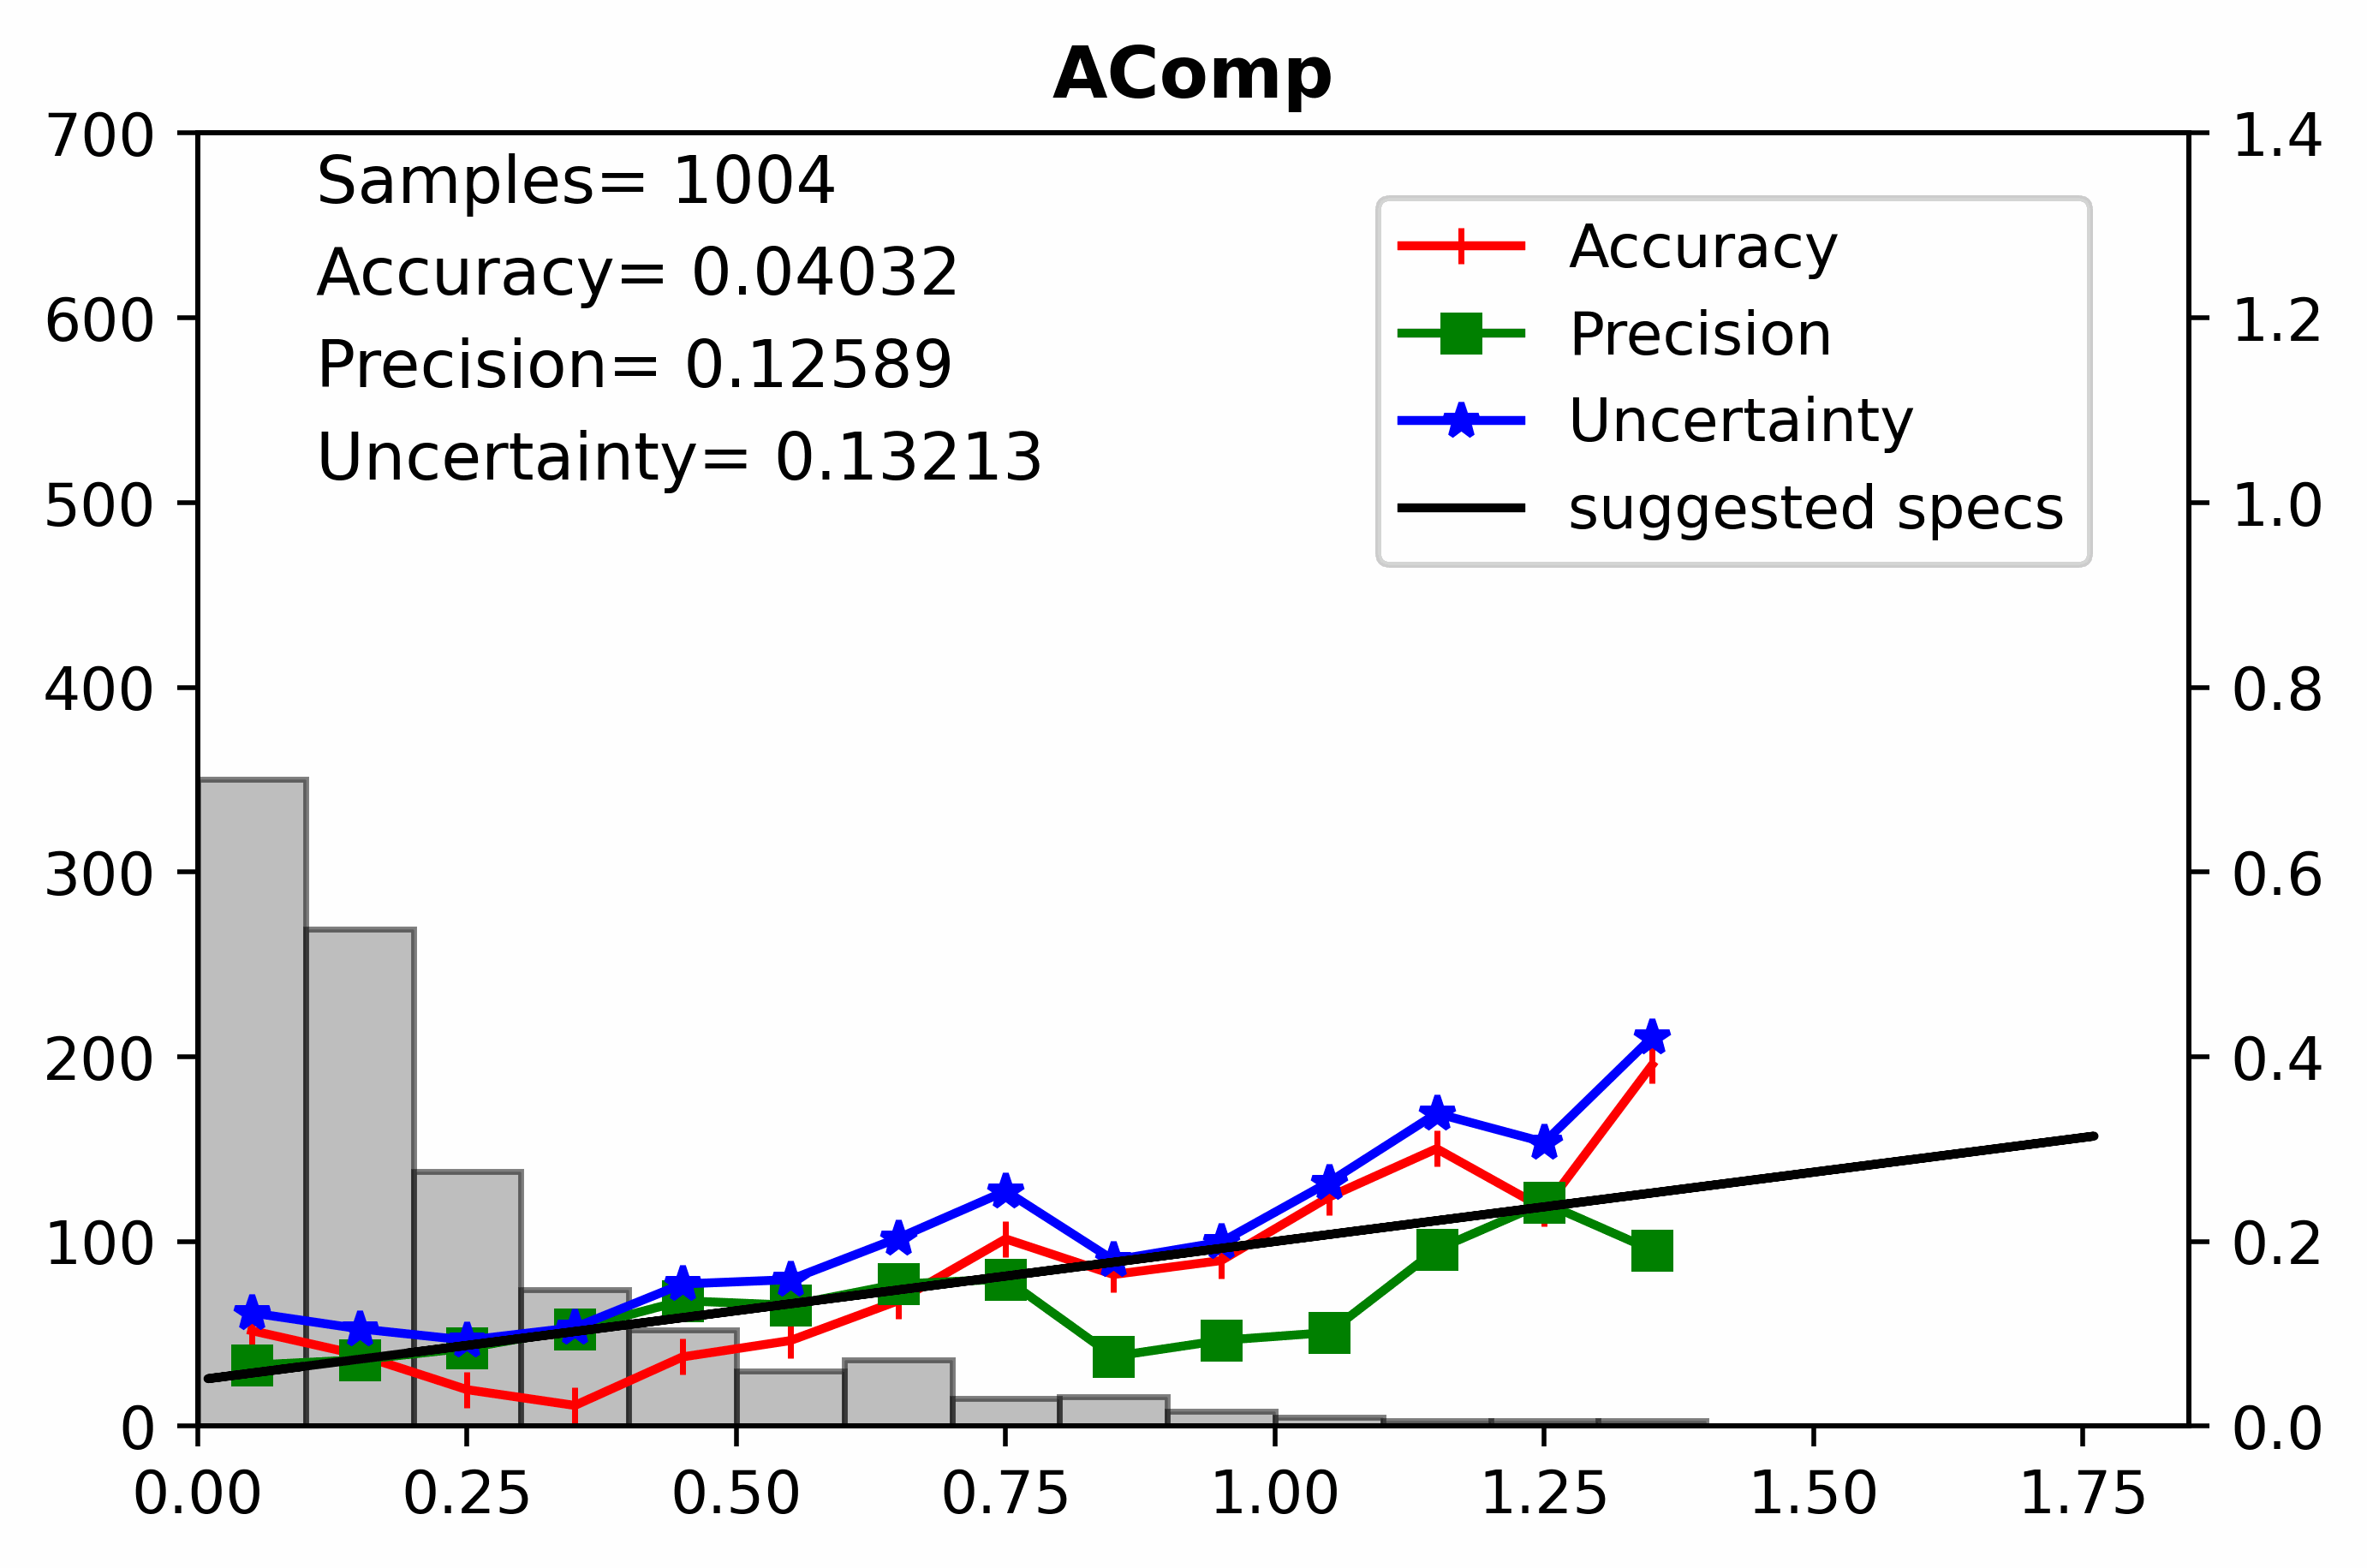 AComp
Samples= 1004
Accuracy= 0.04032
Precision= 0.12589
Uncertainty= 0.13213
Accuracy
Precision
Uncertainty
suggested specs
700
600
500
400
300
200
100
0
1.4
1.2
1.0
0.8
0.6
0.4
0.2
0.0
0.00 0.25 0.50 0.75 1.00 1.25 1.50 1.75